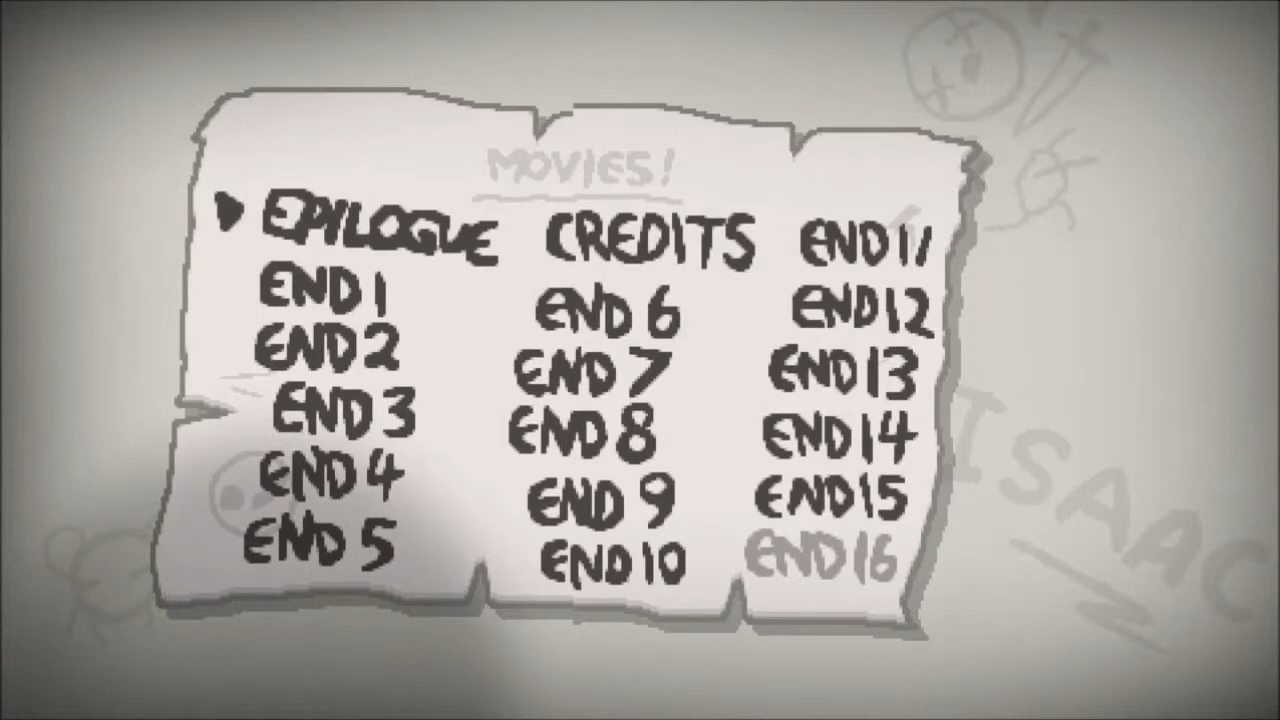 MOVIES!
EPILOGUE CREDITS END 11
END 1 END 6 END 12
END 2 END 7 END 13
END 3 END 8 END 14
END 4 END 9 END 15
END 5 END 10 END 16
ISAAC